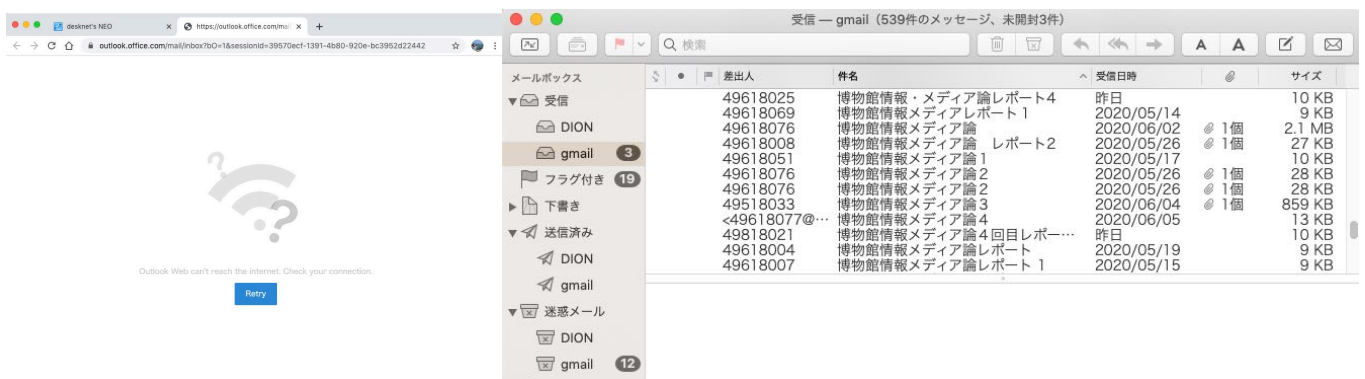 desknet's NEO
https://outlook.office.com/mail
outlook.office.com/mail/inbox?bO=1&sessionId=39570ecf-1391-4b80-920e-bc3952d22442
Outlook Web can't reach the internet. Check your connection.
Retry
受信 — gmail（539件のメッセージ、未開封3件）
検索
メールボックス
受信
DION
gmail 3
フラグ付き 19
下書き
送信済み
DION
gmail
迷惑メール
DION
gmail 12
差出人 件名 受信日時 サイズ
49618025 博物館情報・メディア論レポート4 昨日 10 KB
49618069 博物館情報メディアレポート1 2020/05/14 9 KB
49618076 博物館情報メディア論 2020/06/02 1個 2.1 MB
49618008 博物館情報メディア論　レポート2 2020/05/26 1個 27 KB
49618051 博物館情報メディア論1 2020/05/17 10 KB
49618076 博物館情報メディア論2 2020/05/26 1個 28 KB
49618076 博物館情報メディア論2 2020/05/26 1個 28 KB
49518033 博物館情報メディア論3 2020/06/04 1個 859 KB
<49618077@… 博物館情報メディア論4 2020/06/05 13 KB
49818021 博物館情報メディア論4回目レポー… 昨日 10 KB
49618004 博物館情報メディア論レポート 2020/05/19 9 KB
49618007 博物館情報メディア論レポート 1 2020/05/15 9 KB